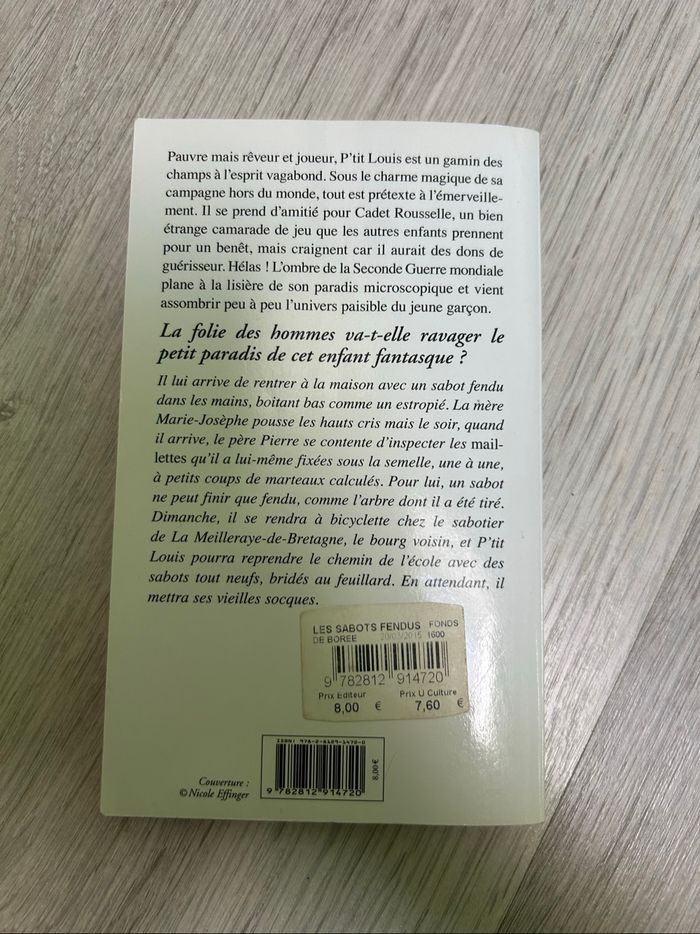 Pauvre mais rêveur et joueur, P'tit Louis est un gamin des
champs à l'esprit vagabond. Sous le charme magique de sa
campagne hors du monde, tout est prétexte à l'émerveille-
ment. Il se prend d'amitié pour Cadet Rousselle, un bien
étrange camarade de jeu que les autres enfants prennent
pour un benêt, mais craignent car il aurait des dons de
guérisseur. Hélas ! L'ombre de la Seconde Guerre mondiale
plane à la lisière de son paradis microscopique et vient
assombrir peu à peu l'univers paisible du jeune garçon.
La folie des hommes va-t-elle ravager le
petit paradis de cet enfant fantasque ?
Il lui arrive de rentrer à la maison avec un sabot fendu
dans les mains, boitant bas comme un estropié. La mère
Marie-Josèphe pousse les hauts cris mais le soir, quand
il arrive, le père Pierre se contente d'inspecter les mail-
lettes qu'il a lui-même fixées sous la semelle, une à une,
à petits coups de marteaux calculés. Pour lui, un sabot
ne peut finir que fendu, comme l'arbre dont il a été tiré.
Dimanche, il se rendra à bicyclette chez le sabotier
de La Meilleraye-de-Bretagne, le bourg voisin, et P'tit
Louis pourra reprendre le chemin de l'école avec des
sabots tout neufs, bridés au feuillard. En attendant, il
mettra ses vieilles socques.
LES SABOTS FENDUS FONDS
DE BOREE 20/03/2015 1600
9 782812 914720
Prix Editeur Prix U Culture
8,00 € 7,60 €
ISBN: 978-2-8129-1472-0
9 782812 914720
8,00 €
Couverture :
© Nicole Effinger